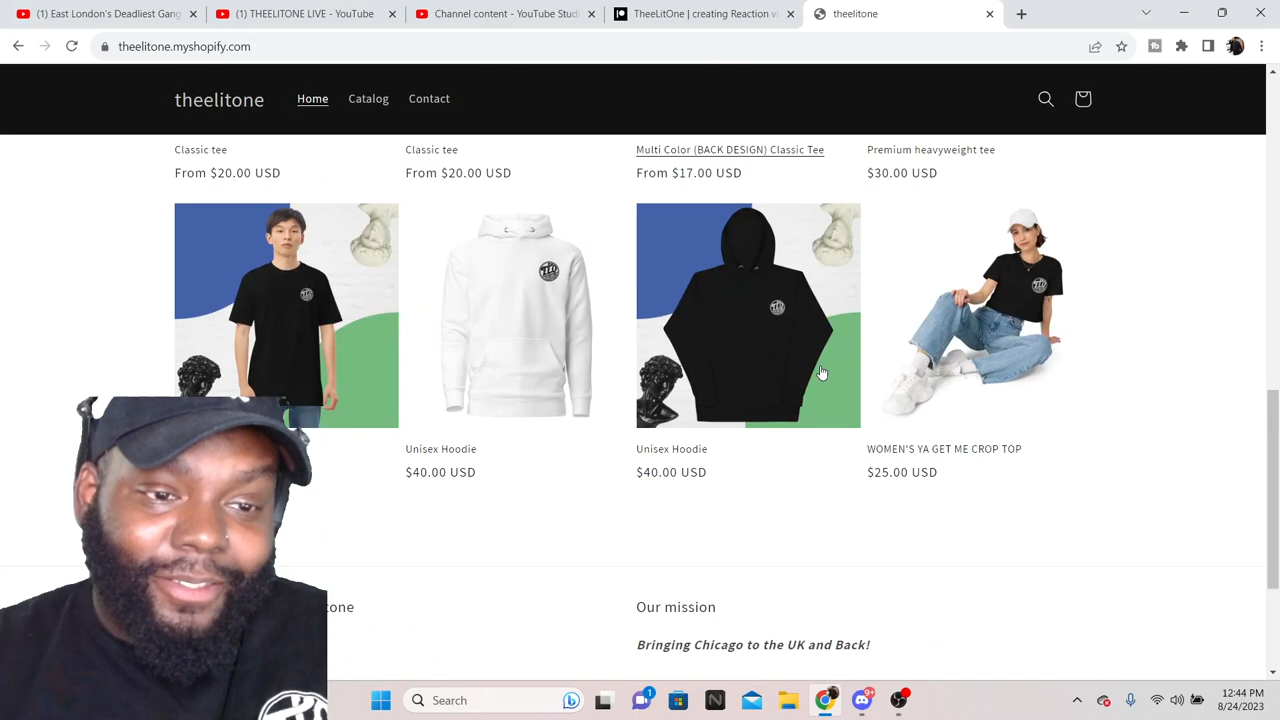 East London's Deadliest Gang
(1) THEELITONE LIVE - YouTube
Channel content - YouTube Studi
TheeLitOne | creating Reaction vi
theelitone
theelitone.myshopify.com
theelitone
Home
Catalog
Contact
Classic tee
Classic tee
Multi Color (BACK DESIGN) Classic Tee
Premium heavyweight tee
From $20.00 USD
From $20.00 USD
From $17.00 USD
$30.00 USD
Unisex Hoodie
Unisex Hoodie
WOMEN'S YA GET ME CROP TOP
$40.00 USD
$40.00 USD
$25.00 USD
Our mission
Bringing Chicago to the UK and Back!
Search
1
9+
12:44 PM
8/24/2023